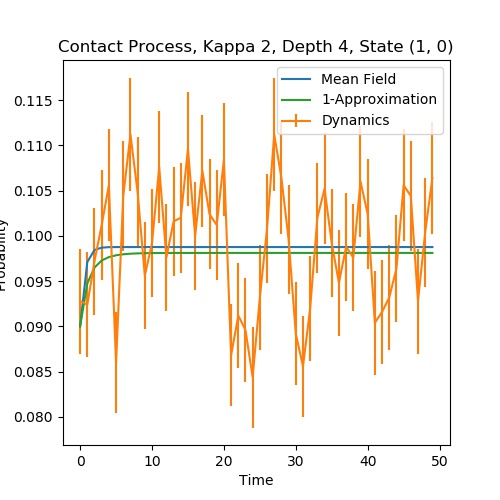 Contact Process, Kappa 2, Depth 4, State (1, 0)
Mean Field
1-Approximation
Dynamics
0.115
0.110
0.105
0.100
0.095
0.090
0.085
0.080
Probability
0 10 20 30 40 50
Time